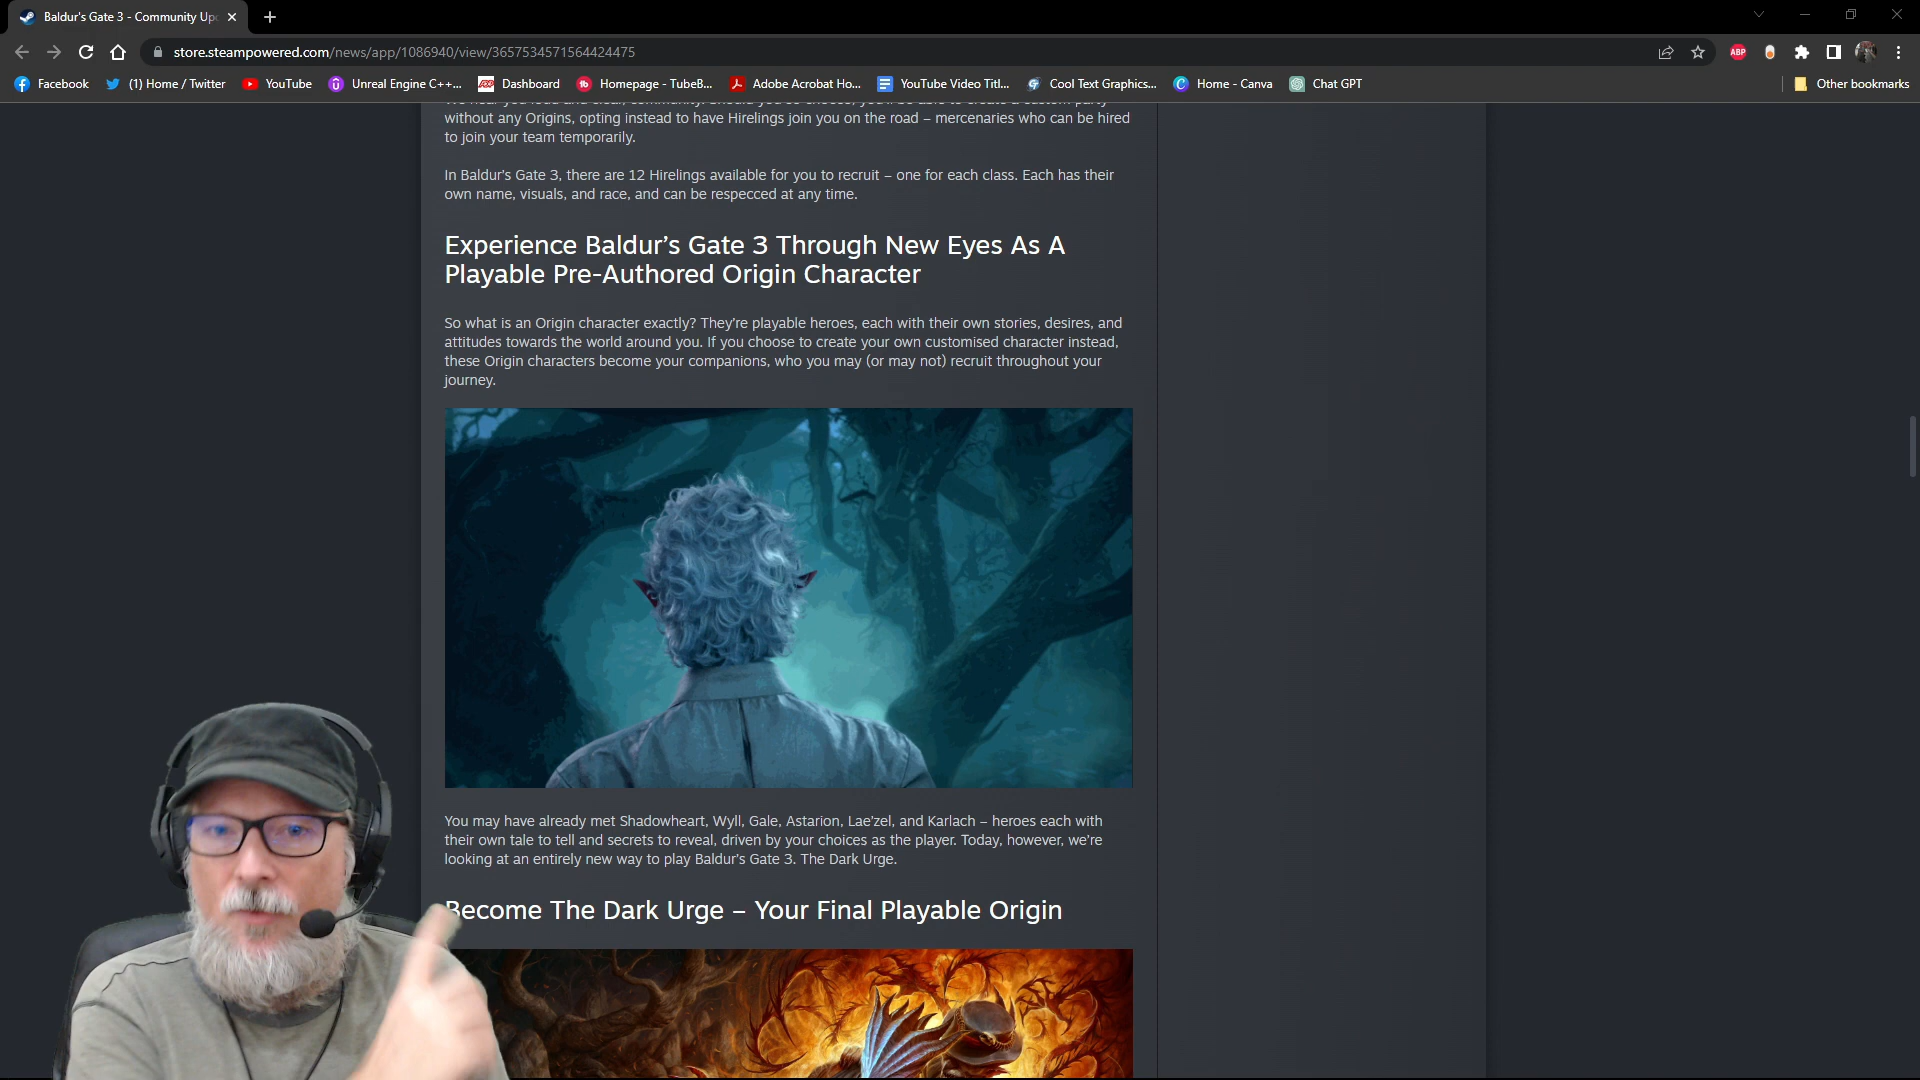 Baldur's Gate 3 - Community Up
store.steampowered.com/news/app/1086940/view/3657534571564424475
ABP
Facebook
(1) Home / Twitter
YouTube
Unreal Engine C++...
Dashboard
Homepage - TubeB...
Adobe Acrobat Ho...
YouTube Video Titl...
Cool Text Graphics...
Home - Canva
Chat GPT
Other bookmarks
without any Origins, opting instead to have Hirelings join you on the road – mercenaries who can be hired
to join your team temporarily.
In Baldur's Gate 3, there are 12 Hirelings available for you to recruit – one for each class. Each has their
own name, visuals, and race, and can be respecced at any time.
Experience Baldur's Gate 3 Through New Eyes As A
Playable Pre-Authored Origin Character
So what is an Origin character exactly? They're playable heroes, each with their own stories, desires, and
attitudes towards the world around you. If you choose to create your own customised character instead,
these Origin characters become your companions, who you may (or may not) recruit throughout your
journey.
You may have already met Shadowheart, Wyll, Gale, Astarion, Lae'zel, and Karlach – heroes each with
their own tale to tell and secrets to reveal, driven by your choices as the player. Today, however, we're
looking at an entirely new way to play Baldur's Gate 3. The Dark Urge.
Become The Dark Urge – Your Final Playable Origin